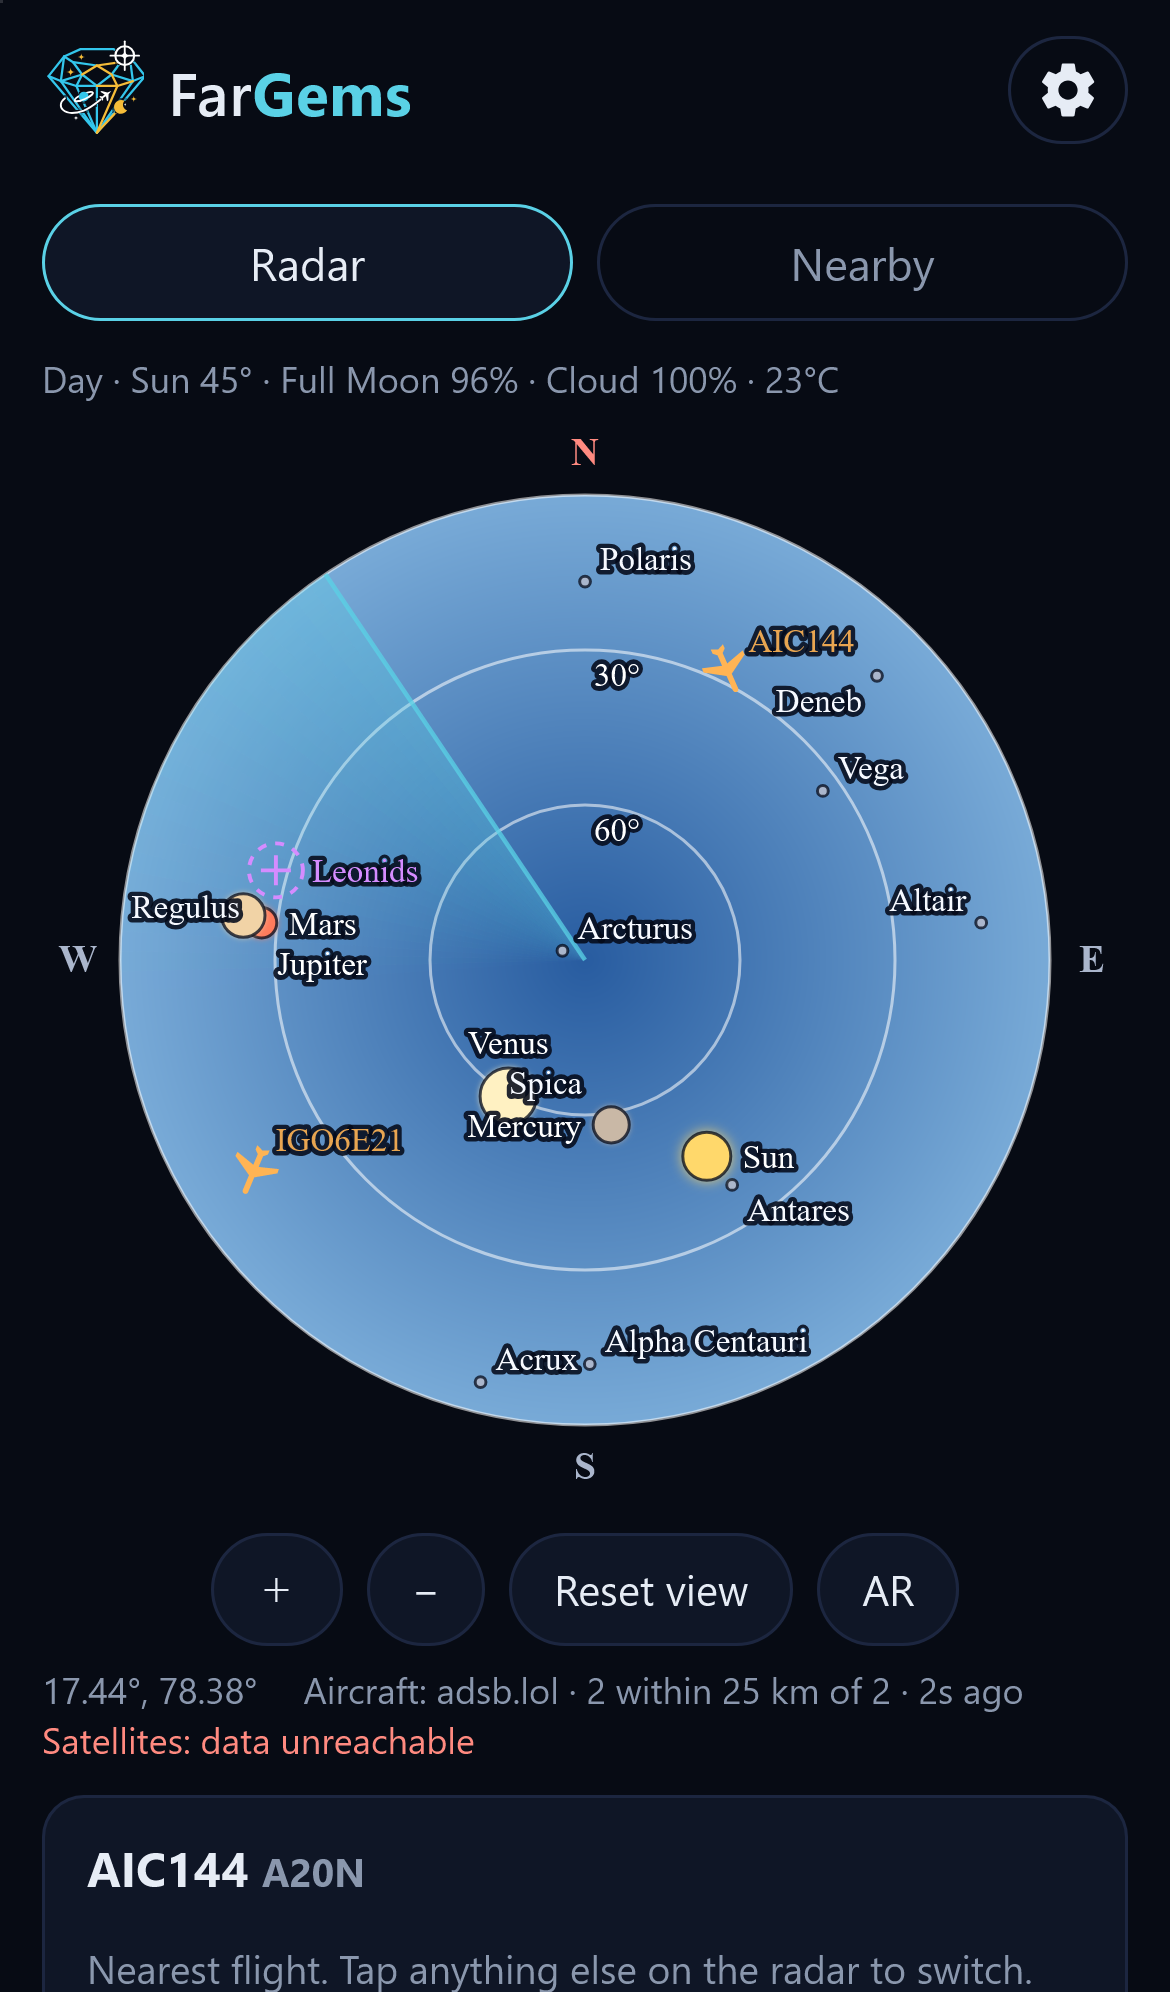 FarGems
Radar
Nearby
Day · Sun 45° · Full Moon 96% · Cloud 100% · 23°C
N
Polaris
AIC144
30°
Deneb
Vega
60°
Leonids
Regulus
Altair
Mars
Arcturus
W
Jupiter
E
Venus
Spica
Mercury
IGO6E21
Sun
Antares
Alpha Centauri
Acrux
S
+
−
Reset view
AR
17.44°, 78.38° Aircraft: adsb.lol · 2 within 25 km of 2 · 2s ago
Satellites: data unreachable
AIC144 A20N
Nearest flight. Tap anything else on the radar to switch.